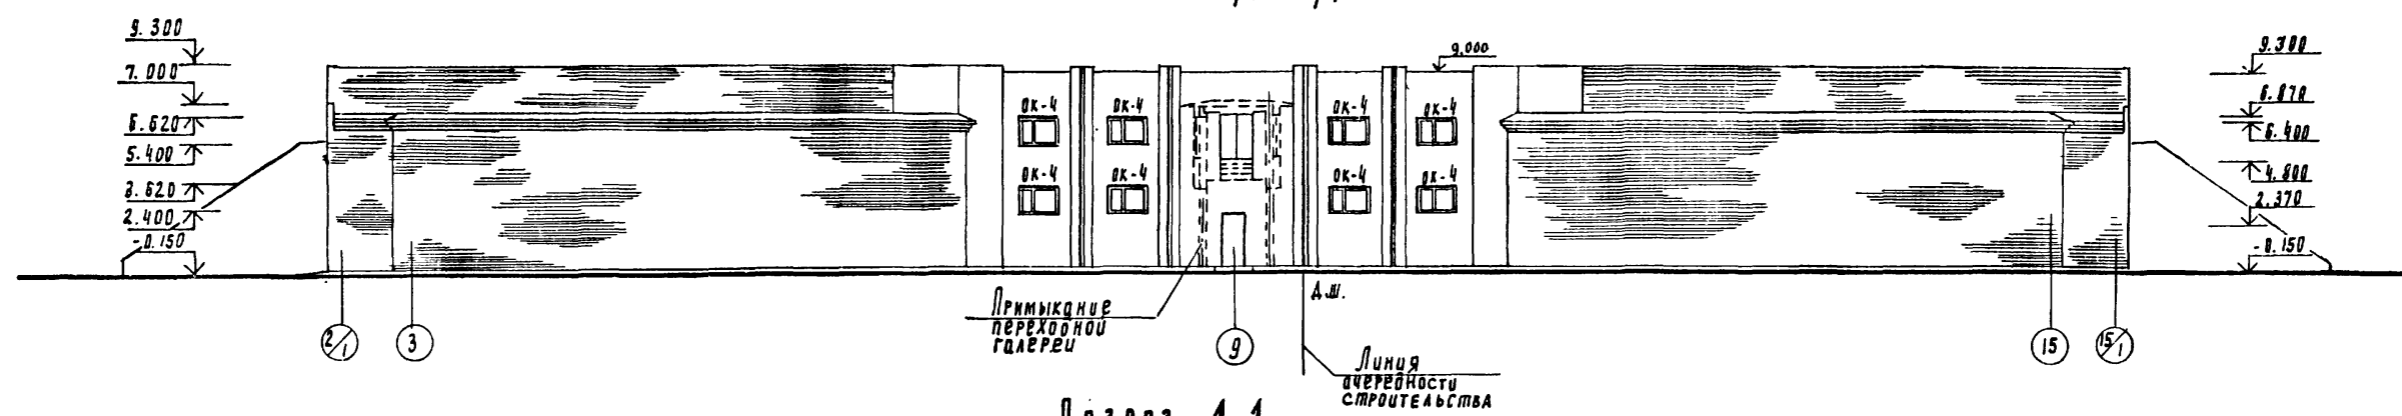 9.300
7.000
6.620
5.400
3.620
2.400
-0.150
9.000
ОК-4 ОК-4 ОК-4 ОК-4
ОК-4 ОК-4 ОК-4 ОК-4
9.300
6.870
6.400
4.800
2.370
-0.150
Д.Ш.
Примыкание
переходной
галереи
Линия
очередности
строительства
2/1
3
9
15
15/1